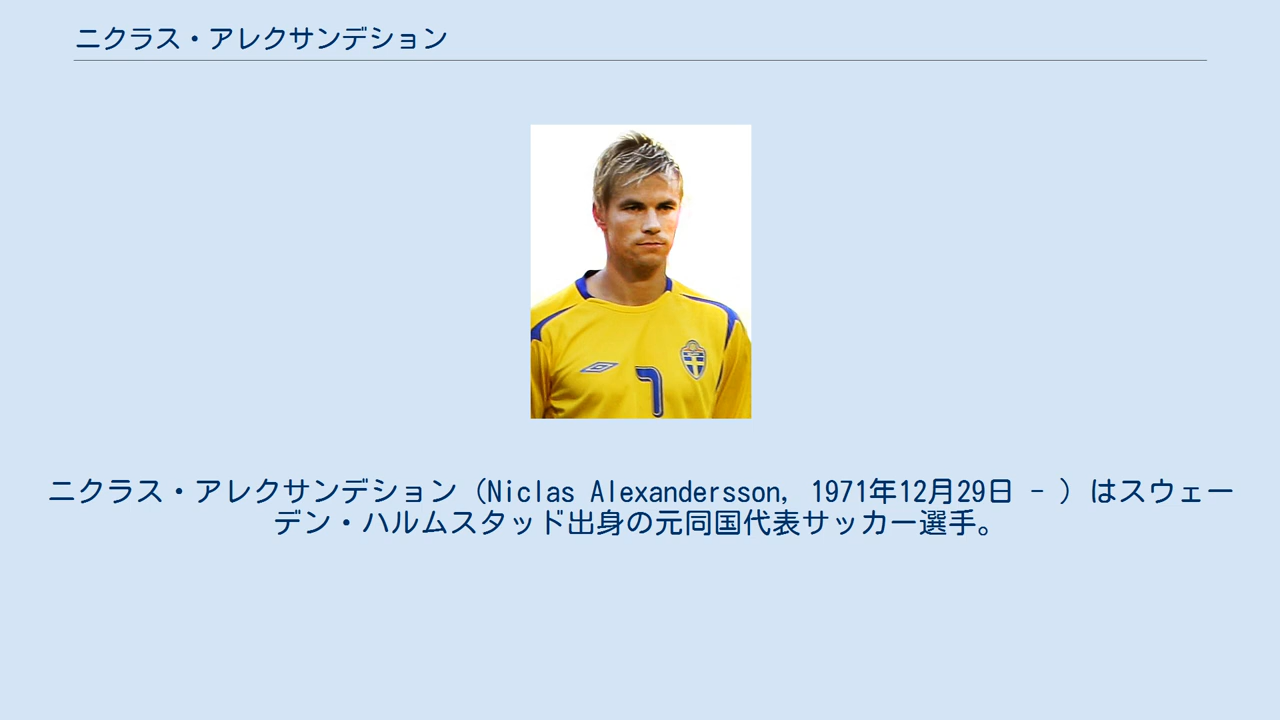 ニクラス・アレクサンデション
7
ニクラス・アレクサンデション（Niclas Alexandersson, 1971年12月29日 - ）はスウェー
デン・ハルムスタッド出身の元同国代表サッカー選手。